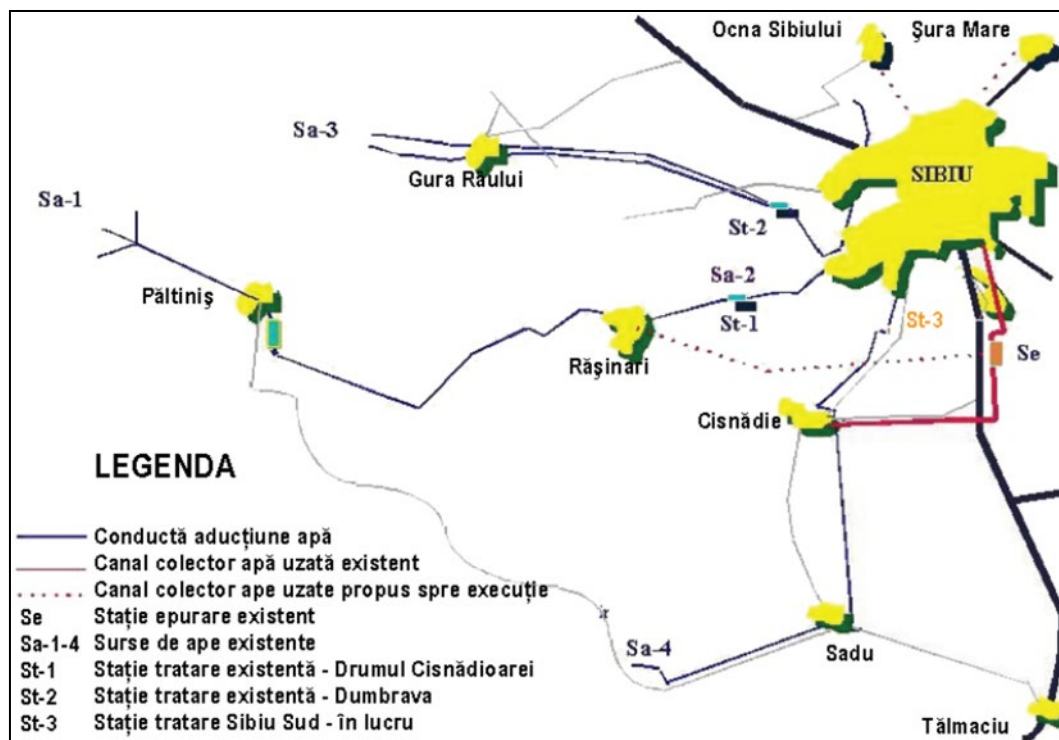 Ocna Sibiului
Şura Mare
Sa-3
SIBIU
Gura Râului
Sa-1
St-2
Sa-2
Păltiniş
St-1
St-3
Se
Răşinari
Cisnădie
LEGENDA
Conductă aducţiune apă
Canal colector apă uzată existent
Canal colector ape uzate propus spre execuţie
Se Staţie epurare existent
Sa-1-4 Surse de ape existente
St-1 Staţie tratare existentă - Drumul Cisnădioarei
St-2 Staţie tratare existentă - Dumbrava
St-3 Staţie tratare Sibiu Sud - în lucru
Sa-4
Sadu
Tălmaciu